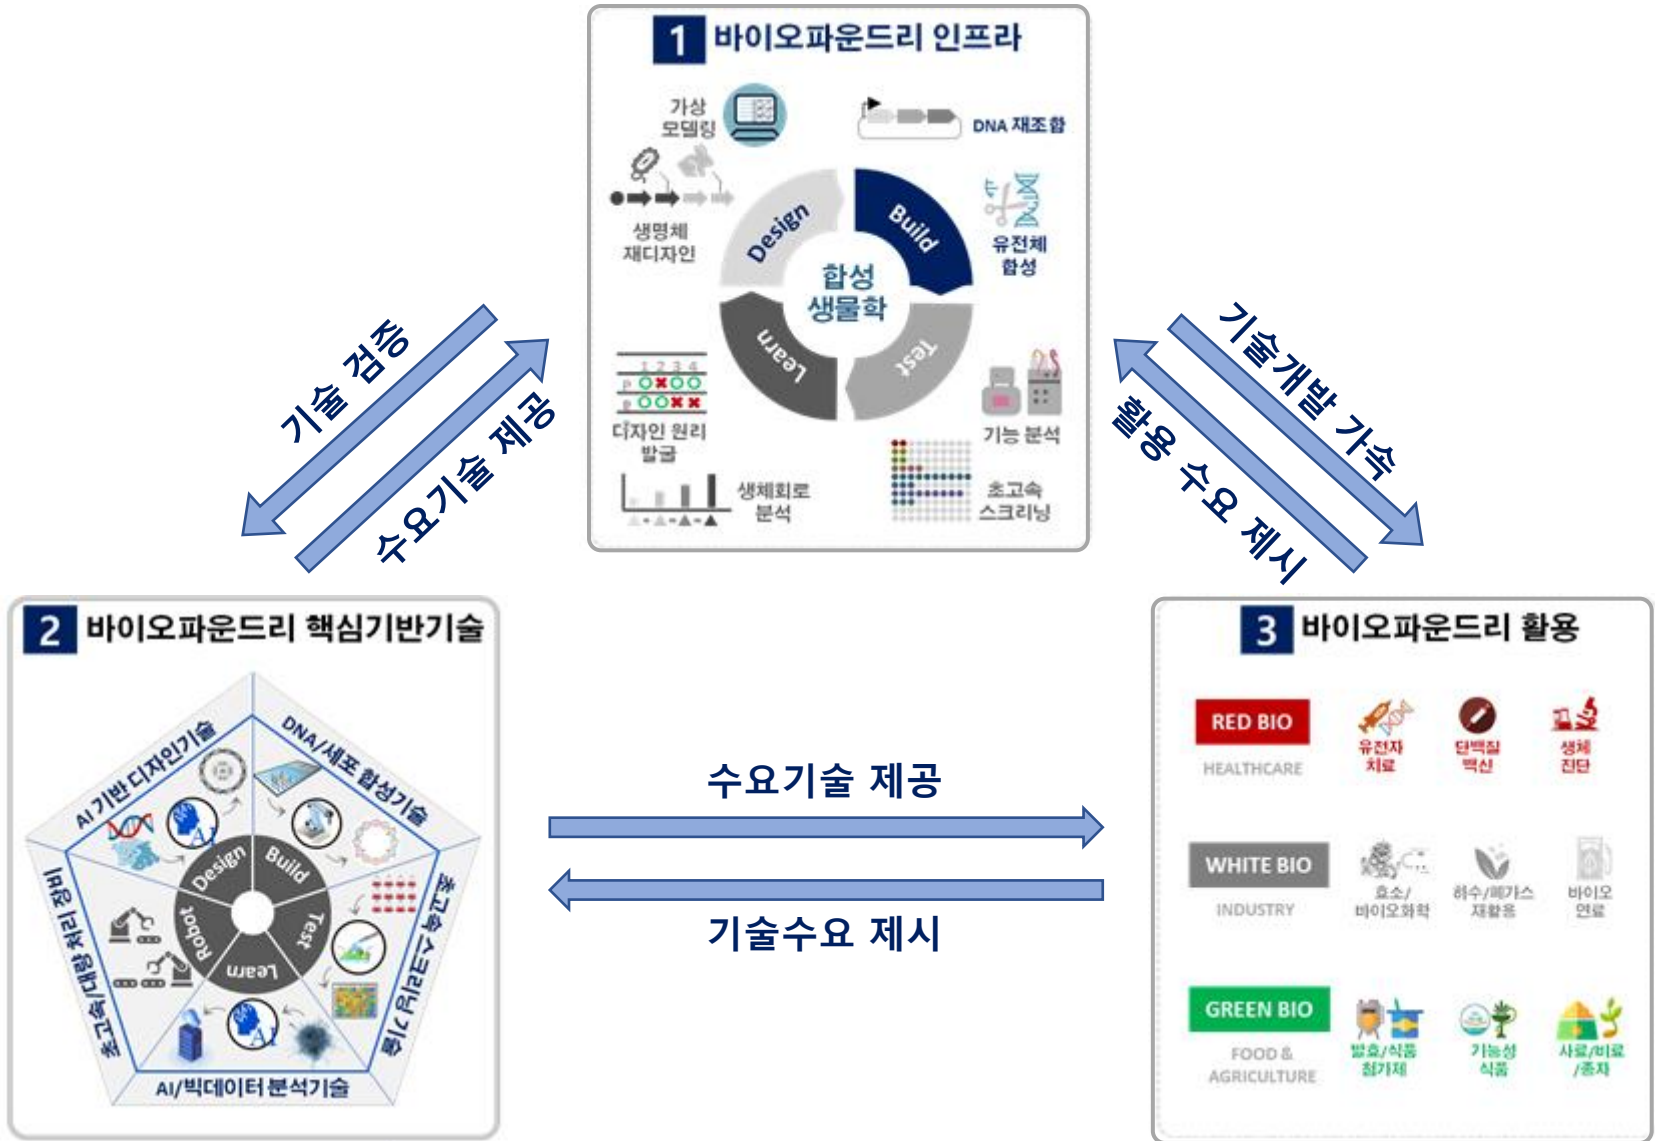 1 바이오파운드리 인프라
가상
모델링
DNA 재조합
생명체
재디자인
유전체
합성
Design
Build
Test
Learn
합성
생물학
1 2 3 4
디자인 원리
발굴
기능 분석
생체회로
분석
초고속
스크리닝
기술 검증
수요기술 제공
기술개발 가속
활용 수요 제시
2 바이오파운드리 핵심기반기술
AI 기반 디자인기술
DNA/세포 합성기술
초고속 스크리닝 기술
AI/빅데이터 분석기술
초고속/대량 처리 장비
Design
Build
Test
Learn
Robot
AI
AI
수요기술 제공
기술수요 제시
3 바이오파운드리 활용
RED BIO
HEALTHCARE
유전자
치료
단백질
백신
생체
진단
WHITE BIO
INDUSTRY
효소/
바이오화학
하수/폐가스
재활용
바이오
연료
GREEN BIO
FOOD &
AGRICULTURE
발효/식품
첨가제
기능성
식품
사료/비료
/종자